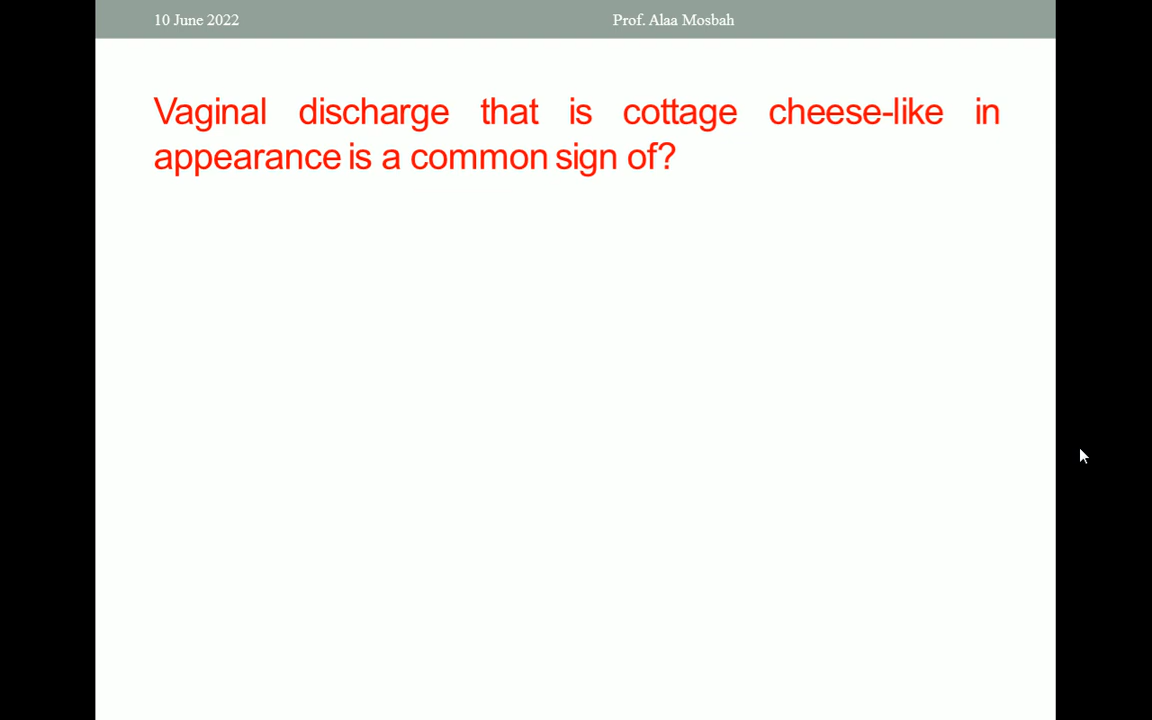 10 June 2022 Prof. Alaa Mosbah
Vaginal discharge that is cottage cheese-like in
appearance is a common sign of?